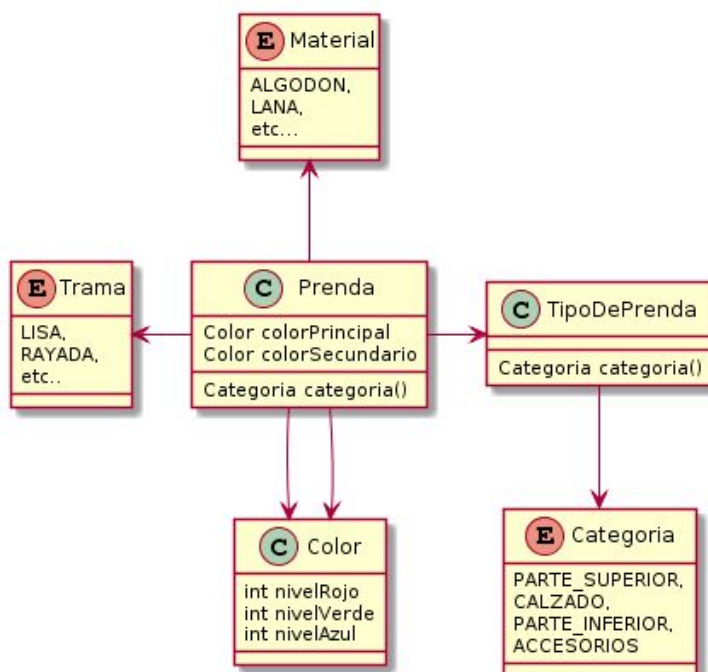 E Material
ALGODON,
LANA,
etc...
E Trama
LISA,
RAYADA,
etc..
C Prenda
Color colorPrincipal
Color colorSecundario
Categoria categoria()
C TipoDePrenda
Categoria categoria()
C Color
int nivelRojo
int nivelVerde
int nivelAzul
E Categoria
PARTE_SUPERIOR,
CALZADO,
PARTE_INFERIOR,
ACCESORIOS